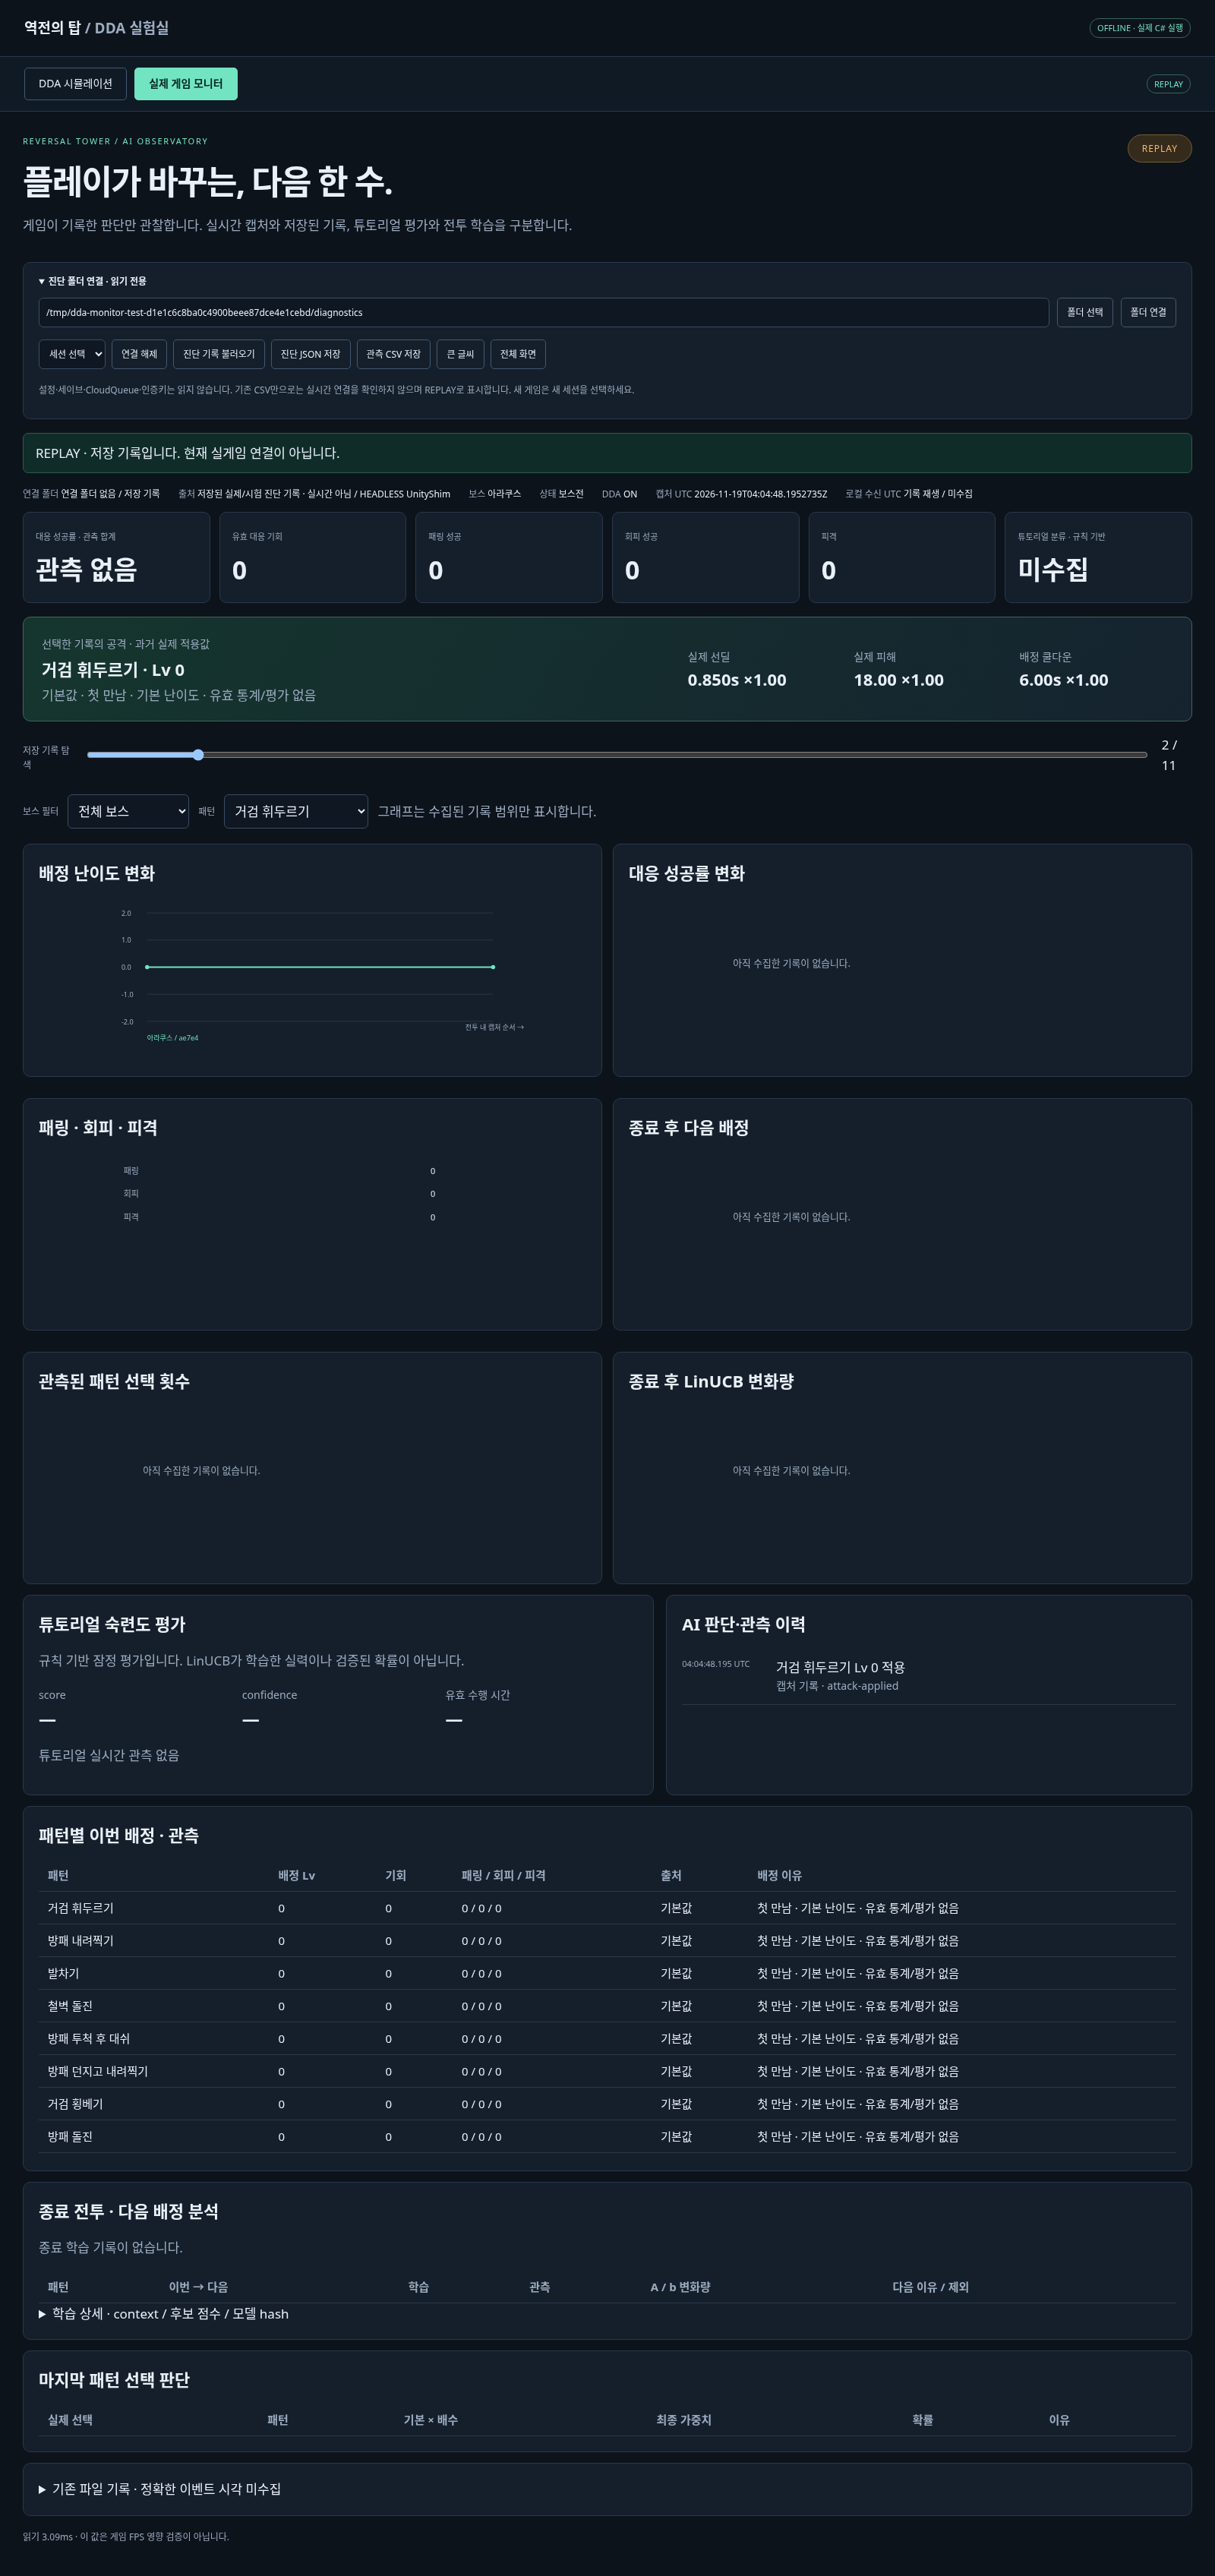 역전의 탑 / DDA 실험실
OFFLINE · 실제 C# 실행
DDA 시뮬레이션
실제 게임 모니터
REPLAY
REVERSAL TOWER / AI OBSERVATORY
REPLAY
플레이가 바꾸는, 다음 한 수.
게임이 기록한 판단만 관찰합니다. 실시간 캡처와 저장된 기록, 튜토리얼 평가와 전투 학습을 구분합니다.
▼ 진단 폴더 연결 · 읽기 전용
/tmp/dda-monitor-test-d1e1c6c8ba0c4900beee87dce4e1cebd/diagnostics
폴더 선택
폴더 연결
세션 선택
연결 해제
진단 기록 불러오기
진단 JSON 저장
관측 CSV 저장
큰 글씨
전체 화면
설정·세이브·CloudQueue·인증키는 읽지 않습니다. 기존 CSV만으로는 실시간 연결을 확인하지 않으며 REPLAY로 표시합니다. 새 게임은 새 세션을 선택하세요.
REPLAY · 저장 기록입니다. 현재 실게임 연결이 아닙니다.
연결 폴더 연결 폴더 없음 / 저장 기록 출처 저장된 실제/시험 진단 기록 · 실시간 아님 / HEADLESS UnityShim 보스 아라쿠스 상태 보스전 DDA ON 캡처 UTC 2026-11-19T04:04:48.1952735Z 로컬 수신 UTC 기록 재생 / 미수집
대응 성공률 · 관측 합계
관측 없음
유효 대응 기회
0
패링 성공
0
회피 성공
0
피격
0
튜토리얼 분류 · 규칙 기반
미수집
선택한 기록의 공격 · 과거 실제 적용값
거검 휘두르기 · Lv 0
기본값 · 첫 만남 · 기본 난이도 · 유효 통계/평가 없음
실제 선딜
0.850s ×1.00
실제 피해
18.00 ×1.00
배정 쿨다운
6.00s ×1.00
저장 기록 탐
색
2 /
11
보스 필터
전체 보스
패턴
거검 휘두르기
그래프는 수집된 기록 범위만 표시합니다.
배정 난이도 변화
2.0
1.0
0.0
-1.0
-2.0
전투 내 캡처 순서 →
아라쿠스 / ae7e4
대응 성공률 변화
아직 수집한 기록이 없습니다.
패링 · 회피 · 피격
패링 0
회피 0
피격 0
종료 후 다음 배정
아직 수집한 기록이 없습니다.
관측된 패턴 선택 횟수
아직 수집한 기록이 없습니다.
종료 후 LinUCB 변화량
아직 수집한 기록이 없습니다.
튜토리얼 숙련도 평가
규칙 기반 잠정 평가입니다. LinUCB가 학습한 실력이나 검증된 확률이 아닙니다.
score confidence 유효 수행 시간
— — —
튜토리얼 실시간 관측 없음
AI 판단·관측 이력
04:04:48.195 UTC 거검 휘두르기 Lv 0 적용
캡처 기록 · attack-applied
패턴별 이번 배정 · 관측
패턴 배정 Lv 기회 패링 / 회피 / 피격 출처 배정 이유
거검 휘두르기 0 0 0 / 0 / 0 기본값 첫 만남 · 기본 난이도 · 유효 통계/평가 없음
방패 내려찍기 0 0 0 / 0 / 0 기본값 첫 만남 · 기본 난이도 · 유효 통계/평가 없음
발차기 0 0 0 / 0 / 0 기본값 첫 만남 · 기본 난이도 · 유효 통계/평가 없음
철벽 돌진 0 0 0 / 0 / 0 기본값 첫 만남 · 기본 난이도 · 유효 통계/평가 없음
방패 투척 후 대쉬 0 0 0 / 0 / 0 기본값 첫 만남 · 기본 난이도 · 유효 통계/평가 없음
방패 던지고 내려찍기 0 0 0 / 0 / 0 기본값 첫 만남 · 기본 난이도 · 유효 통계/평가 없음
거검 횡베기 0 0 0 / 0 / 0 기본값 첫 만남 · 기본 난이도 · 유효 통계/평가 없음
방패 돌진 0 0 0 / 0 / 0 기본값 첫 만남 · 기본 난이도 · 유효 통계/평가 없음
종료 전투 · 다음 배정 분석
종료 학습 기록이 없습니다.
패턴 이번 → 다음 학습 관측 A / b 변화량 다음 이유 / 제외
▶ 학습 상세 · context / 후보 점수 / 모델 hash
마지막 패턴 선택 판단
실제 선택 패턴 기본 × 배수 최종 가중치 확률 이유
▶ 기존 파일 기록 · 정확한 이벤트 시각 미수집
읽기 3.09ms · 이 값은 게임 FPS 영향 검증이 아닙니다.